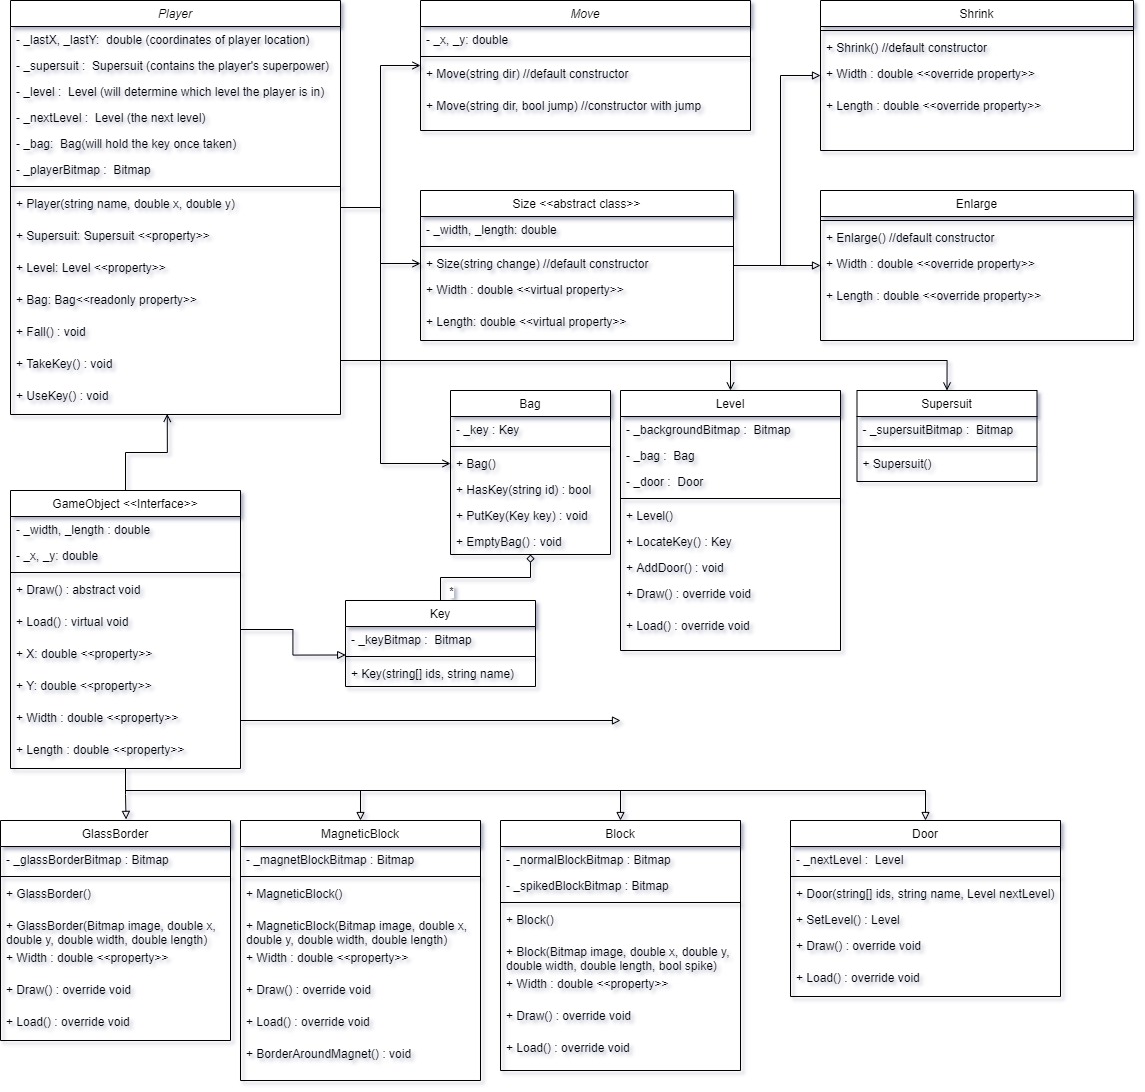 Player
- _lastX, _lastY: double (coordinates of player location)
- _supersuit : Supersuit (contains the player's superpower)
- _level : Level (will determine which level the player is in)
- _nextLevel : Level (the next level)
- _bag: Bag(will hold the key once taken)
- _playerBitmap : Bitmap
+ Player(string name, double x, double y)
+ Supersuit: Supersuit <<property>>
+ Level: Level <<property>>
+ Bag: Bag<<readonly property>>
+ Fall() : void
+ TakeKey() : void
+ UseKey() : void
Move
- _x, _y: double
+ Move(string dir) //default constructor
+ Move(string dir, bool jump) //constructor with jump
Shrink
+ Shrink() //default constructor
+ Width : double <<override property>>
+ Length : double <<override property>>
Size <<abstract class>>
- _width, _length: double
+ Size(string change) //default constructor
+ Width : double <<virtual property>>
+ Length: double <<virtual property>>
Enlarge
+ Enlarge() //default constructor
+ Width : double <<override property>>
+ Length : double <<override property>>
Bag
- _key : Key
+ Bag()
+ HasKey(string id) : bool
+ PutKey(Key key) : void
+ EmptyBag() : void
Level
- _backgroundBitmap : Bitmap
- _bag : Bag
- _door : Door
+ Level()
+ LocateKey() : Key
+ AddDoor() : void
+ Draw() : override void
+ Load() : override void
Supersuit
- _supersuitBitmap : Bitmap
+ Supersuit()
GameObject <<Interface>>
- _width, _length : double
- _x, _y: double
+ Draw() : abstract void
+ Load() : virtual void
+ X: double <<property>>
+ Y: double <<property>>
+ Width : double <<property>>
+ Length : double <<property>>
*
Key
- _keyBitmap : Bitmap
+ Key(string[] ids, string name)
GlassBorder
- _glassBorderBitmap : Bitmap
+ GlassBorder()
+ GlassBorder(Bitmap image, double x,
double y, double width, double length)
+ Width : double <<property>>
+ Draw() : override void
+ Load() : override void
MagneticBlock
- _magnetBlockBitmap : Bitmap
+ MagneticBlock()
+ MagneticBlock(Bitmap image, double x,
double y, double width, double length)
+ Width : double <<property>>
+ Draw() : override void
+ Load() : override void
+ BorderAroundMagnet() : void
Block
- _normalBlockBitmap : Bitmap
- _spikedBlockBitmap : Bitmap
+ Block()
+ Block(Bitmap image, double x, double y,
double width, double length, bool spike)
+ Width : double <<property>>
+ Draw() : override void
+ Load() : override void
Door
- _nextLevel : Level
+ Door(string[] ids, string name, Level nextLevel)
+ SetLevel() : Level
+ Draw() : override void
+ Load() : override void